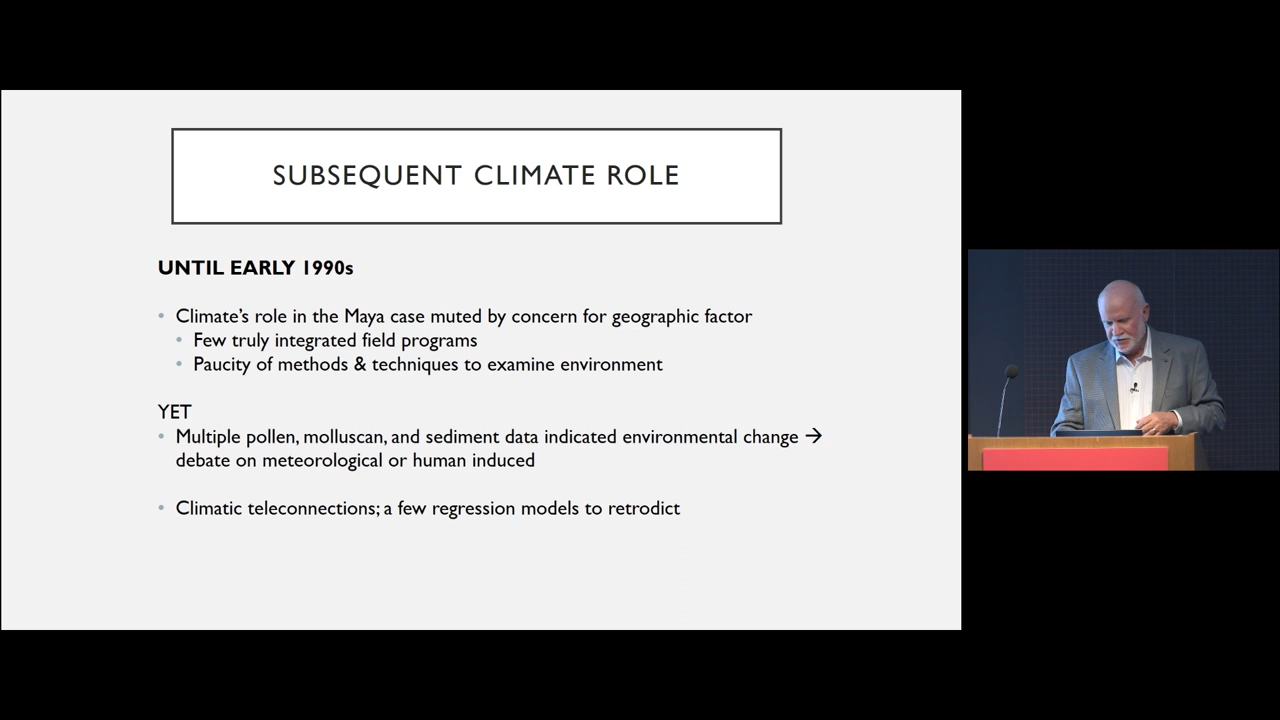 SUBSEQUENT CLIMATE ROLE
UNTIL EARLY 1990s
• Climate’s role in the Maya case muted by concern for geographic factor
• Few truly integrated field programs
• Paucity of methods & techniques to examine environment
YET
• Multiple pollen, molluscan, and sediment data indicated environmental change →
debate on meteorological or human induced
• Climatic teleconnections; a few regression models to retrodict